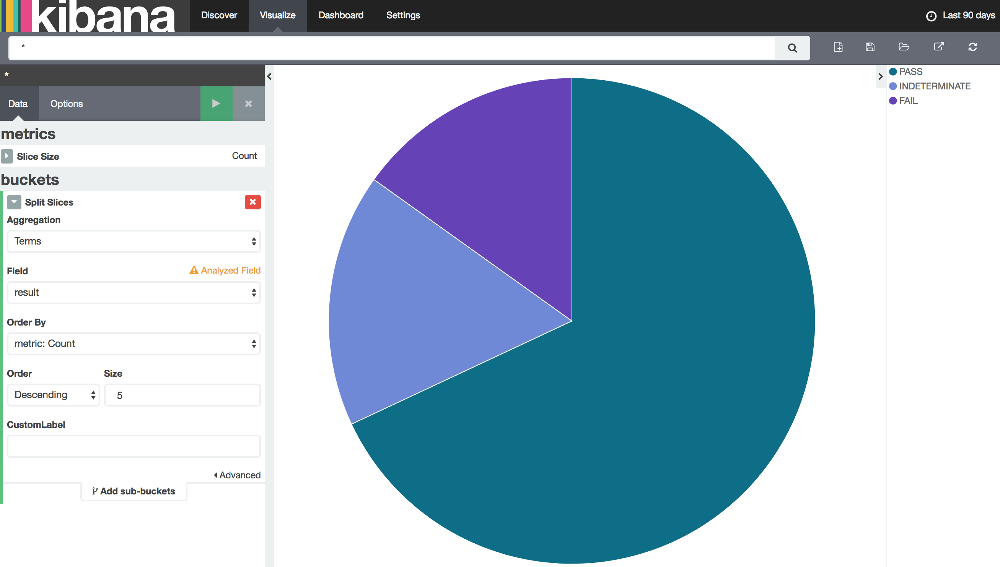 kibana
Discover Visualize Dashboard Settings Last 90 days
*
*
Data Options
metrics
Slice Size Count
buckets
Split Slices
Aggregation
Terms
Field Analyzed Field
result
Order By
metric: Count
Order Size
Descending 5
CustomLabel
Advanced
Add sub-buckets
PASS
INDETERMINATE
FAIL